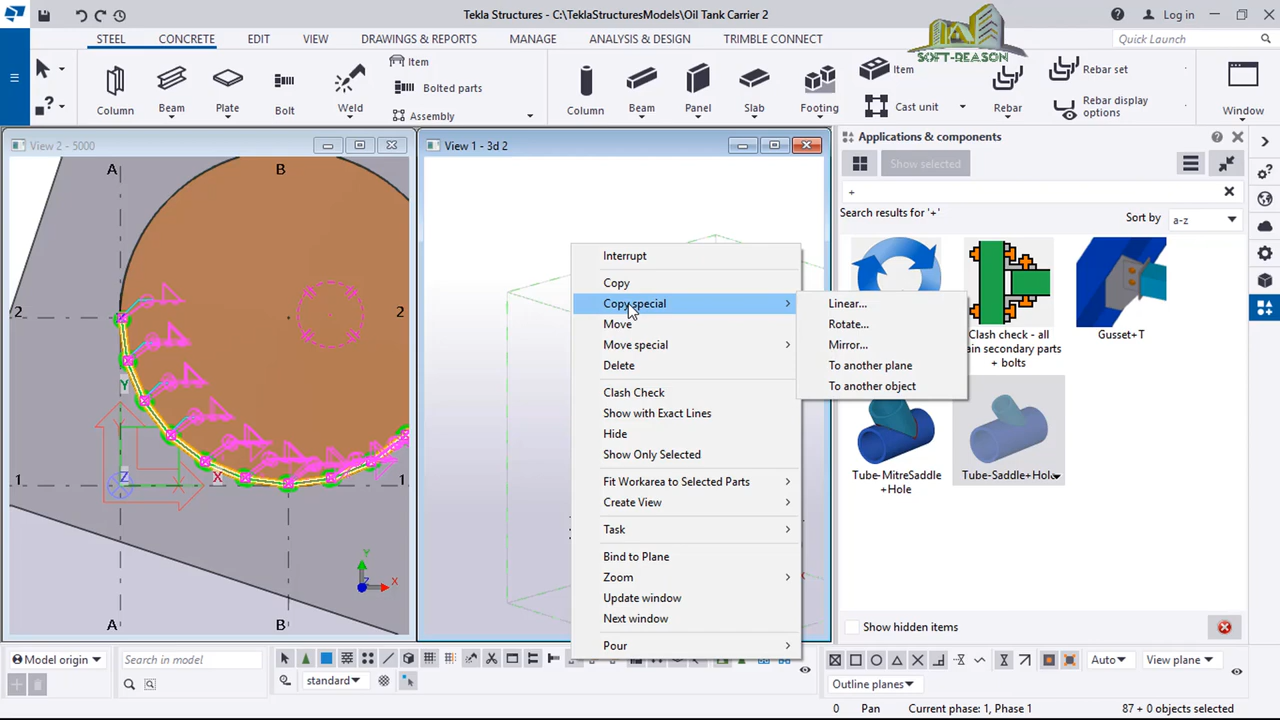 Tekla Structures - C:\TeklaStructuresModels\Oil Tank Carrier 2
Log in
STEEL CONCRETE EDIT VIEW DRAWINGS & REPORTS MANAGE ANALYSIS & DESIGN TRIMBLE CONNECT
SOFT-REASON
Quick Launch
Column
Beam
Plate
Bolt
Weld
Item
Bolted parts
Assembly
Column
Beam
Panel
Slab
Footing
Item
Cast unit
Rebar
Rebar set
Rebar display
options
Window
View 2 - 5000
A
B
2
2
Y
Z
X
1
1
A
B
Y
Z
X
View 1 - 3d 2
Interrupt
Copy
Copy special
Move
Move special
Delete
Clash Check
Show with Exact Lines
Hide
Show Only Selected
Fit Workarea to Selected Parts
Create View
Task
Bind to Plane
Zoom
Update window
Next window
Pour
Linear...
Rotate...
Mirror...
To another plane
To another object
Applications & components
Show selected
+
Search results for '+'
Sort by a-z
Clash check - all
ain secondary parts
+ bolts
Gusset+T
Tube-MitreSaddle
+Hole
Tube-Saddle+Hole
Show hidden items
Model origin
Search in model
standard
Auto
View plane
Outline planes
0 Pan Current phase: 1, Phase 1 87 + 0 objects selected